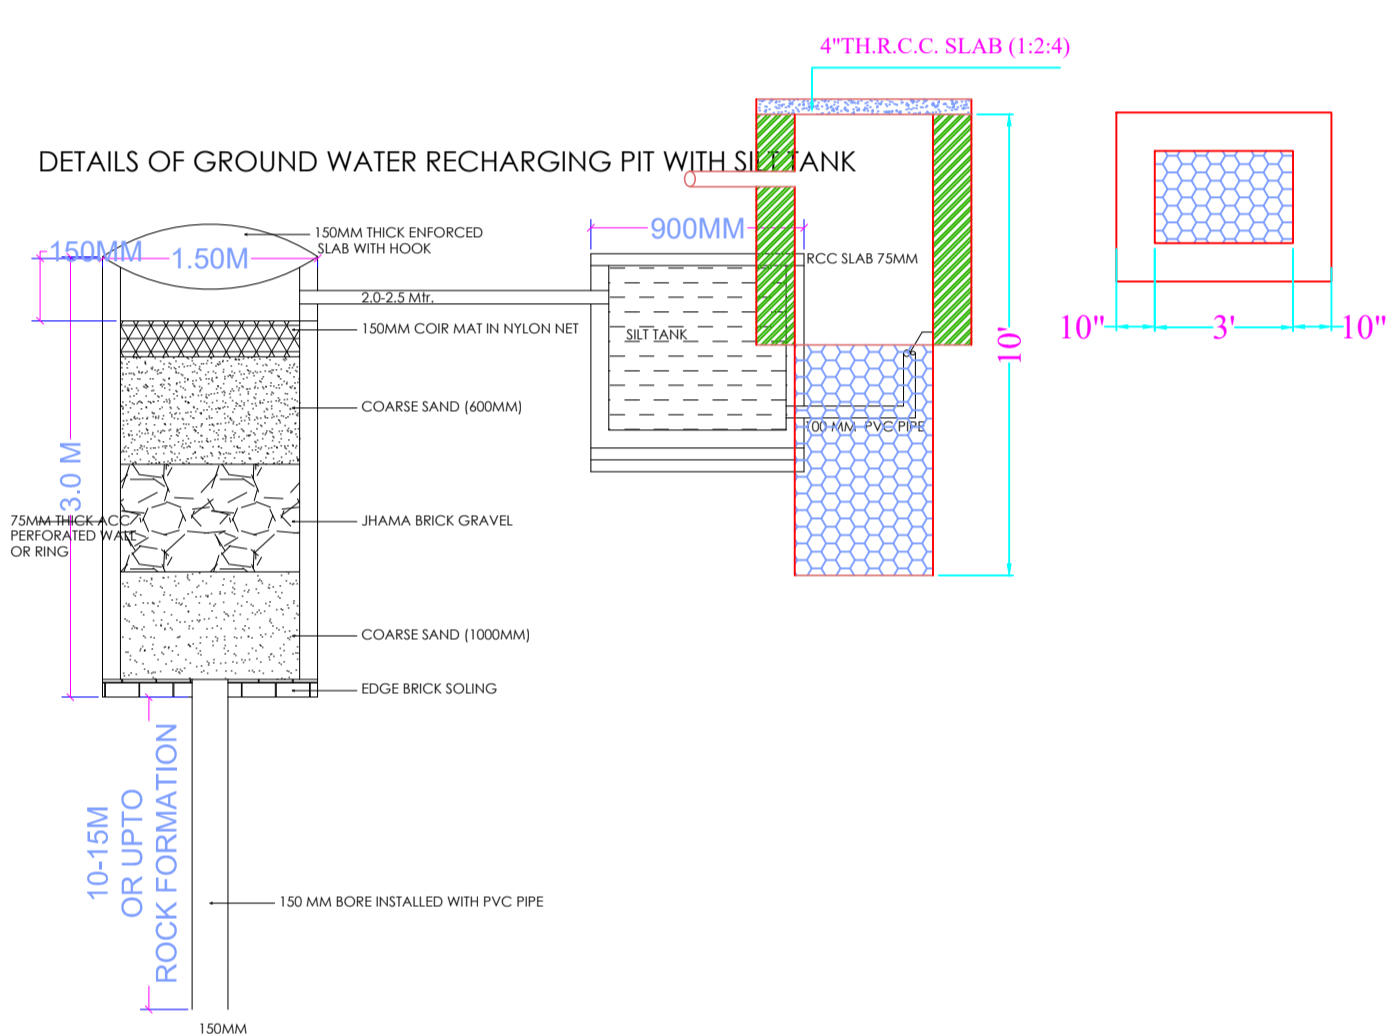 4"TH.R.C.C. SLAB (1:2:4)
DETAILS OF GROUND WATER RECHARGING PIT WITH SILT TANK
150MM THICK ENFORCED
SLAB WITH HOOK
150MM
1.50M
900MM
RCC SLAB 75MM
2.0-2.5 Mtr.
150MM COIR MAT IN NYLON NET
SILT TANK
10"
3'
10"
10'
COARSE SAND (600MM)
100 MM PVC PIPE
3.0 M
75MM THICK ACC
PERFORATED WALL
OR RING
JHAMA BRICK GRAVEL
COARSE SAND (1000MM)
EDGE BRICK SOLING
10-15M
OR UPTO
ROCK FORMATION
150 MM BORE INSTALLED WITH PVC PIPE
150MM